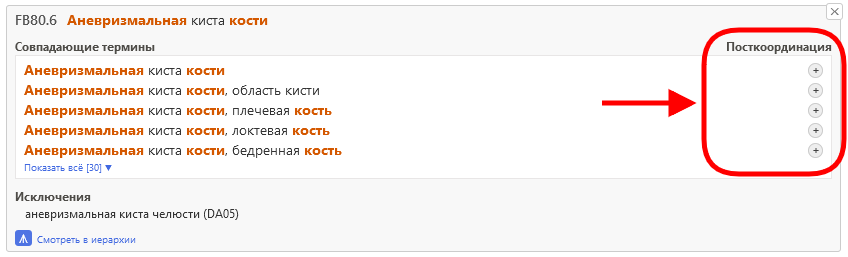 FB80.6 Аневризмальная киста кости
Совпадающие термины Посткоординация
Аневризмальная киста кости
Аневризмальная киста кости, область кисти
Аневризмальная киста кости, плечевая кость
Аневризмальная киста кости, локтевая кость
Аневризмальная киста кости, бедренная кость
Показать всё [30] ▼
Исключения
аневризмальная киста челюсти (DA05)
Смотреть в иерархии